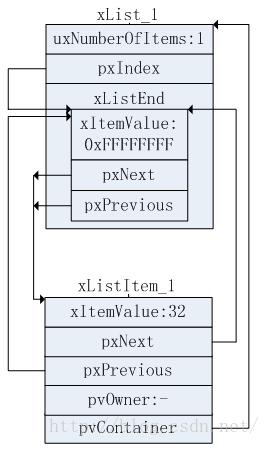 xList_1
uxNumberOfItems:1
pxIndex
xListEnd
xItemValue:
0xFFFFFFFF
pxNext
pxPrevious
xListItem_1
xItemValue:32
pxNext
pxPrevious
pvOwner:-
pvContainer